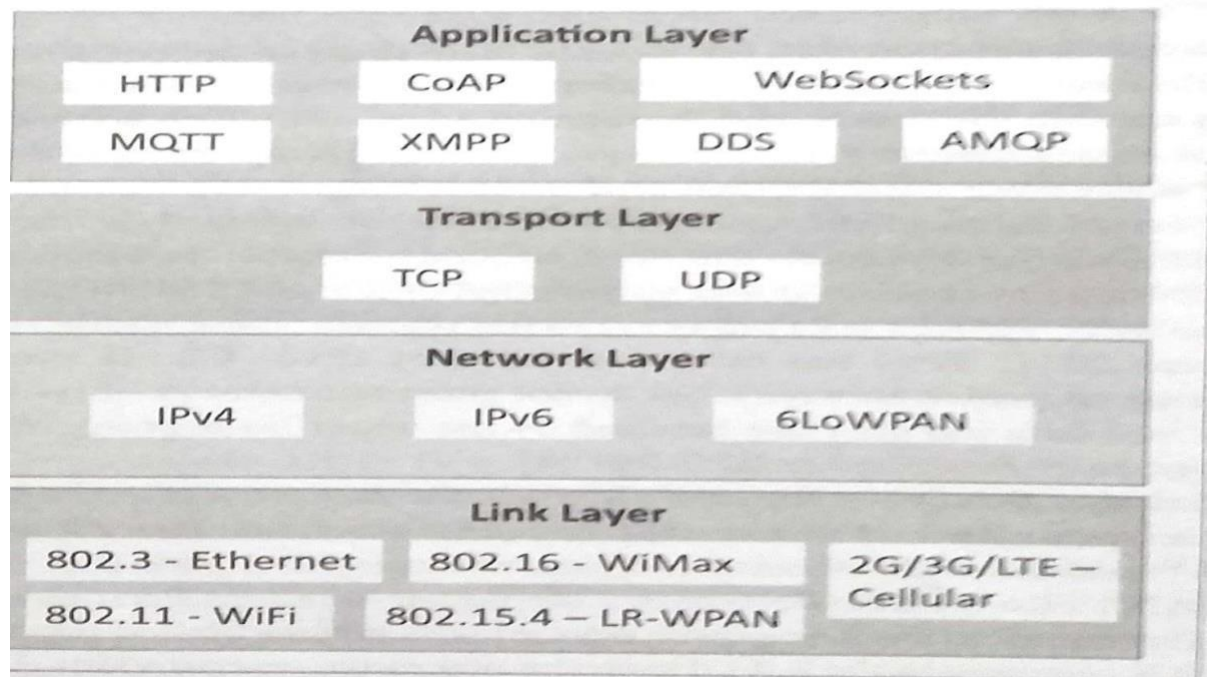 Application Layer
HTTP CoAP WebSockets
MQTT XMPP DDS AMQP
Transport Layer
TCP UDP
Network Layer
IPv4 IPv6 6LoWPAN
Link Layer
802.3 - Ethernet 802.16 - WiMax 2G/3G/LTE –
Cellular
802.11 - WiFi 802.15.4 – LR-WPAN